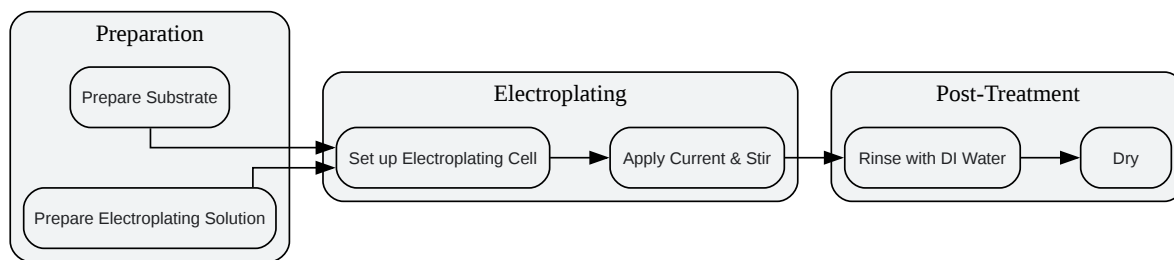 Preparation
Prepare Substrate
Prepare Electroplating Solution
Electroplating
Set up Electroplating Cell
Apply Current & Stir
Post-Treatment
Rinse with DI Water
Dry